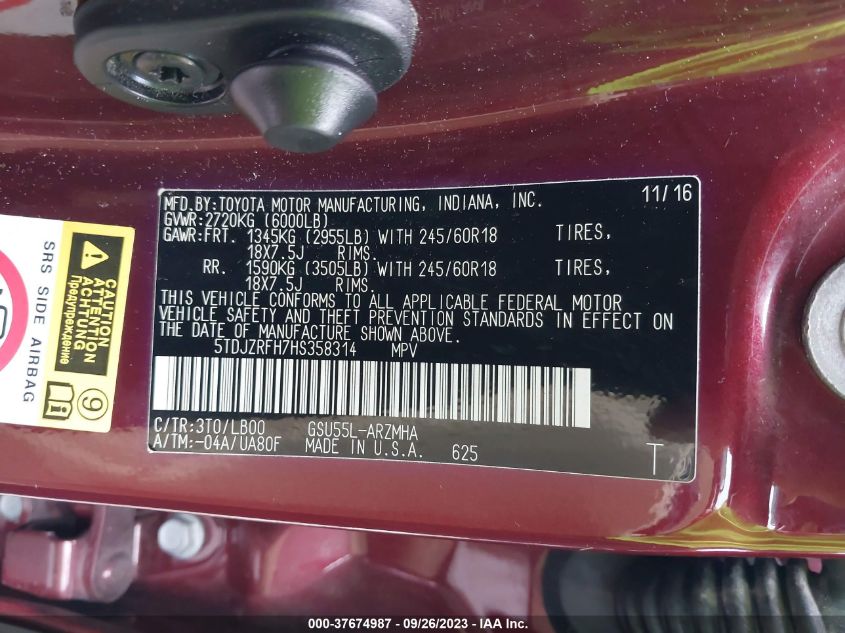 MFD.BY:TOYOTA MOTOR MANUFACTURING, INDIANA, INC. 11/16
GVWR:2720KG (6000LB)
GAWR:FRT. 1345KG (2955LB) WITH 245/60R18 TIRES,
18X7.5J RIMS.
RR. 1590KG (3505LB) WITH 245/60R18 TIRES,
18X7.5J RIMS.
THIS VEHICLE CONFORMS TO ALL APPLICABLE FEDERAL MOTOR
VEHICLE SAFETY AND THEFT PREVENTION STANDARDS IN EFFECT ON
THE DATE OF MANUFACTURE SHOWN ABOVE.
5TDJZRFH7HS358314 MPV
C/TR:3T0/LB00 GSU55L-ARZMHA
A/TM:-04A/UA80F MADE IN U.S.A. 625 T
SRS SIDE AIRBAG
CAUTION
ATTENTION
ACHTUNG
Предупреждение
9
000-37674987 - 09/26/2023 - IAA Inc.